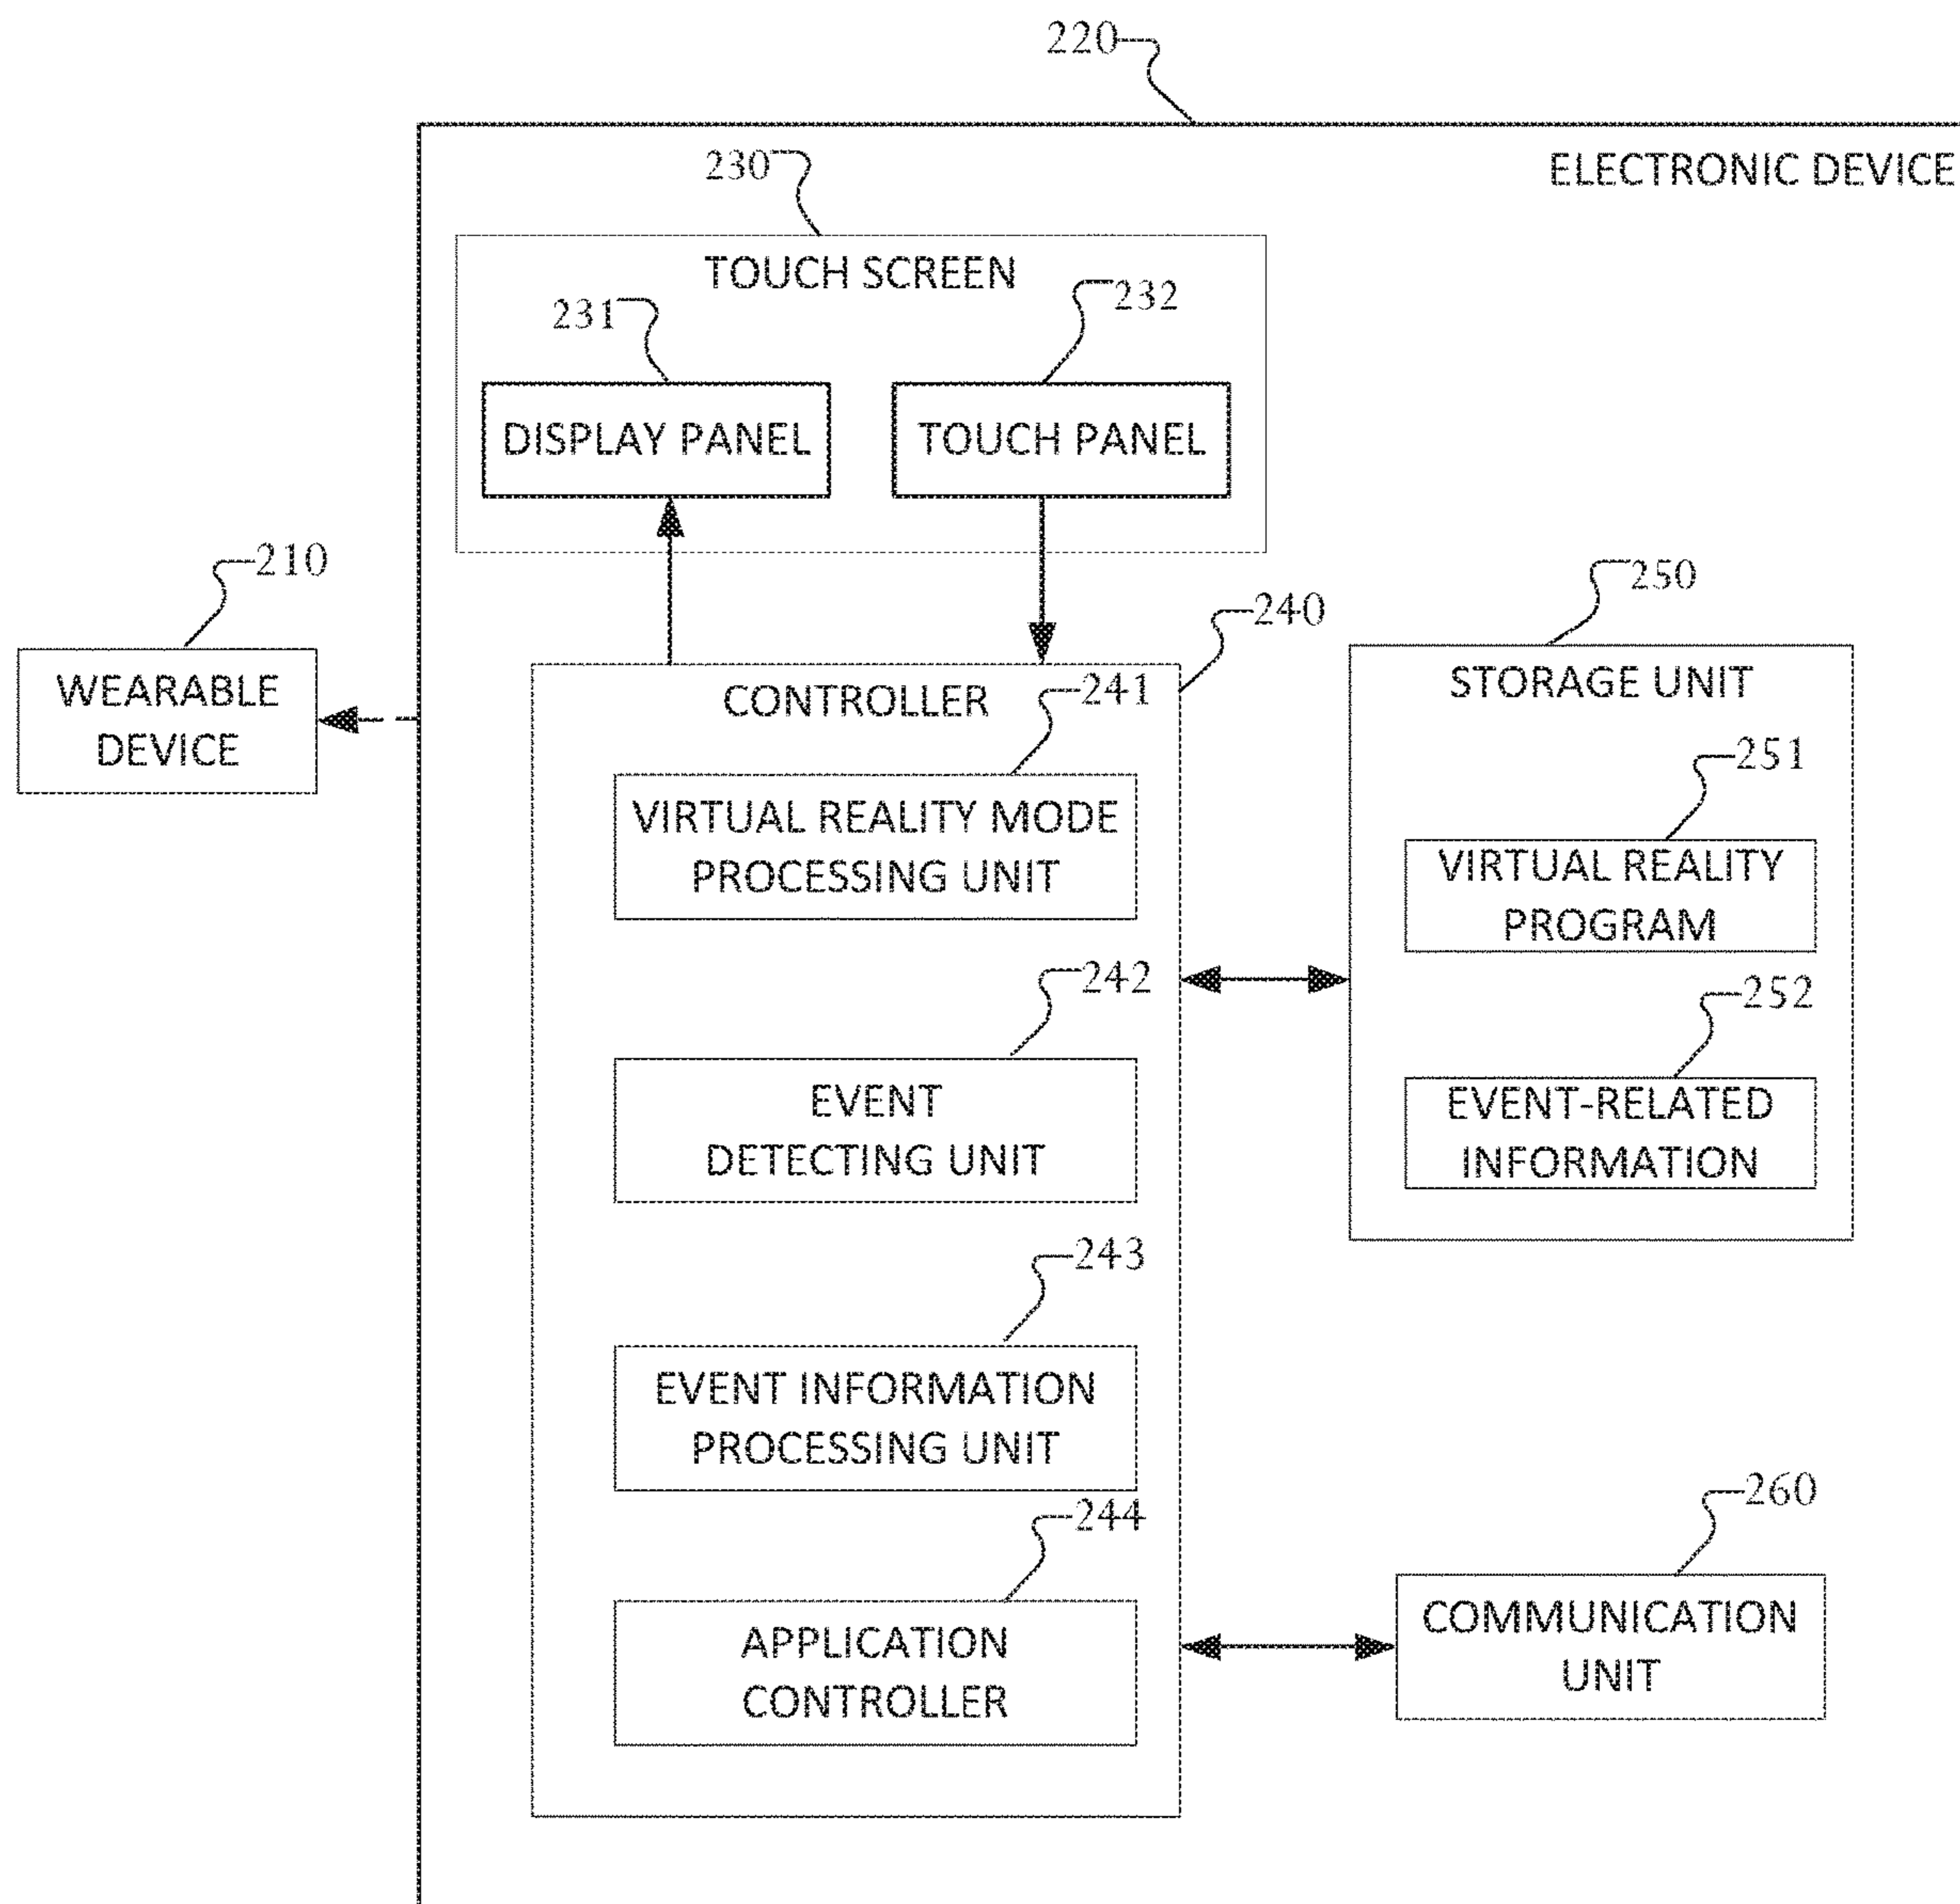 220
ELECTRONIC DEVICE
230
TOUCH SCREEN
231
232
DISPLAY PANEL
TOUCH PANEL
210
WEARABLE
DEVICE
240
CONTROLLER
241
VIRTUAL REALITY MODE
PROCESSING UNIT
242
EVENT
DETECTING UNIT
243
EVENT INFORMATION
PROCESSING UNIT
244
APPLICATION
CONTROLLER
250
STORAGE UNIT
251
VIRTUAL REALITY
PROGRAM
252
EVENT-RELATED
INFORMATION
260
COMMUNICATION
UNIT